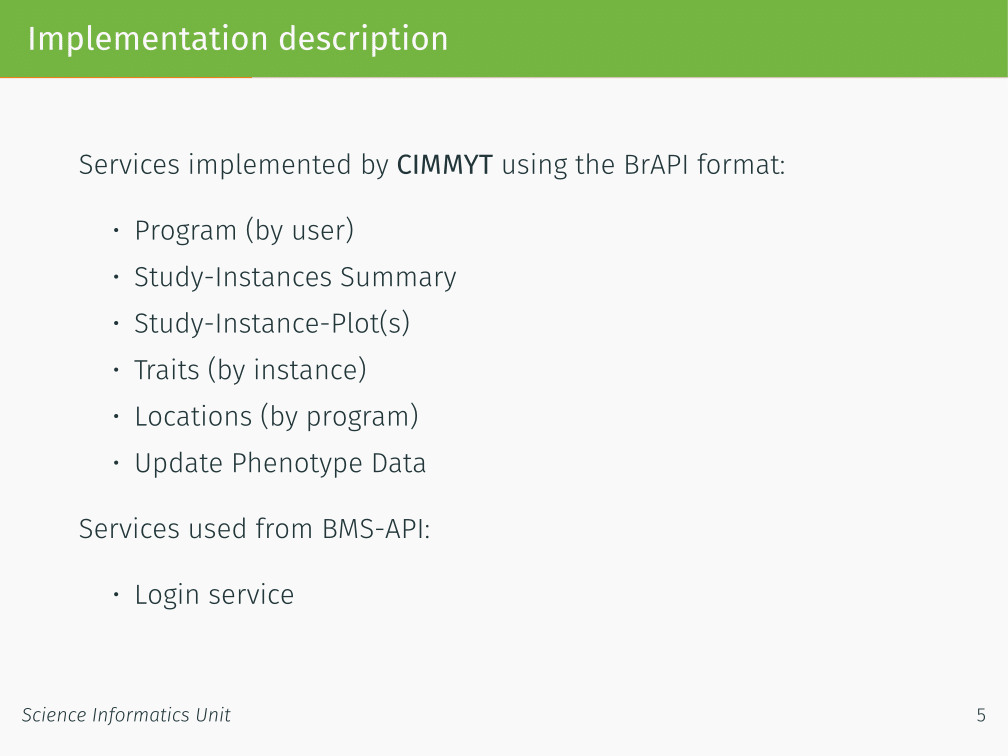 Implementation description
Services implemented by CIMMYT using the BrAPI format:
• Program (by user)
• Study-Instances Summary
• Study-Instance-Plot(s)
• Traits (by instance)
• Locations (by program)
• Update Phenotype Data
Services used from BMS-API:
• Login service
Science Informatics Unit
5